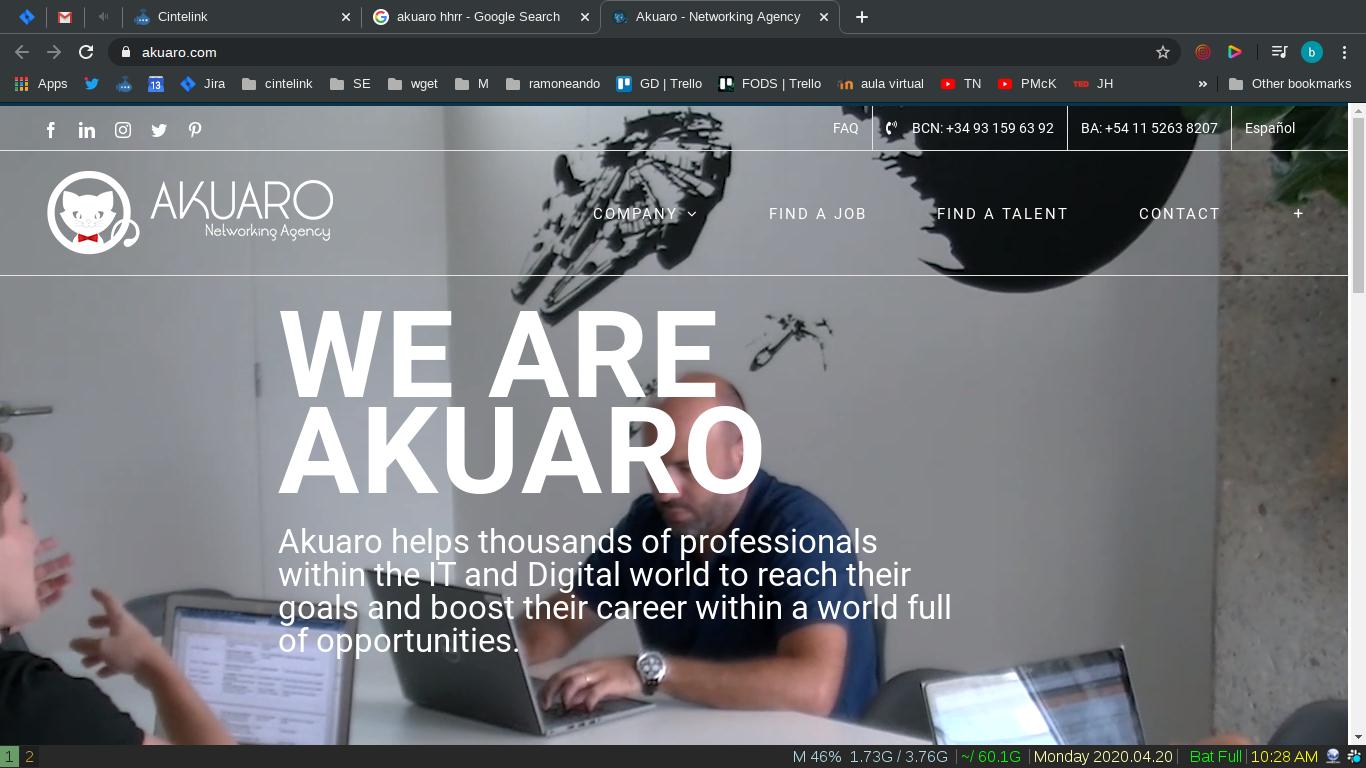 Cintelink
akuaro hhrr - Google Search
Akuaro - Networking Agency
akuaro.com
b
Apps
13
Jira
cintelink
SE
wget
M
ramoneando
GD | Trello
FODS | Trello
aula virtual
TN
PMcK
TED
JH
»
Other bookmarks
FAQ
BCN: +34 93 159 63 92
BA: +54 11 5263 8207
Español
AKUARO
Networking Agency
COMPANY
FIND A JOB
FIND A TALENT
CONTACT
+
WE ARE
AKUARO
Akuaro helps thousands of professionals
within the IT and Digital world to reach their
goals and boost their career within a world full
of opportunities.
1 2
M 46% 1.73G / 3.76G |~/ 60.1G |Monday 2020.04.20| Bat Full|10:28 AM